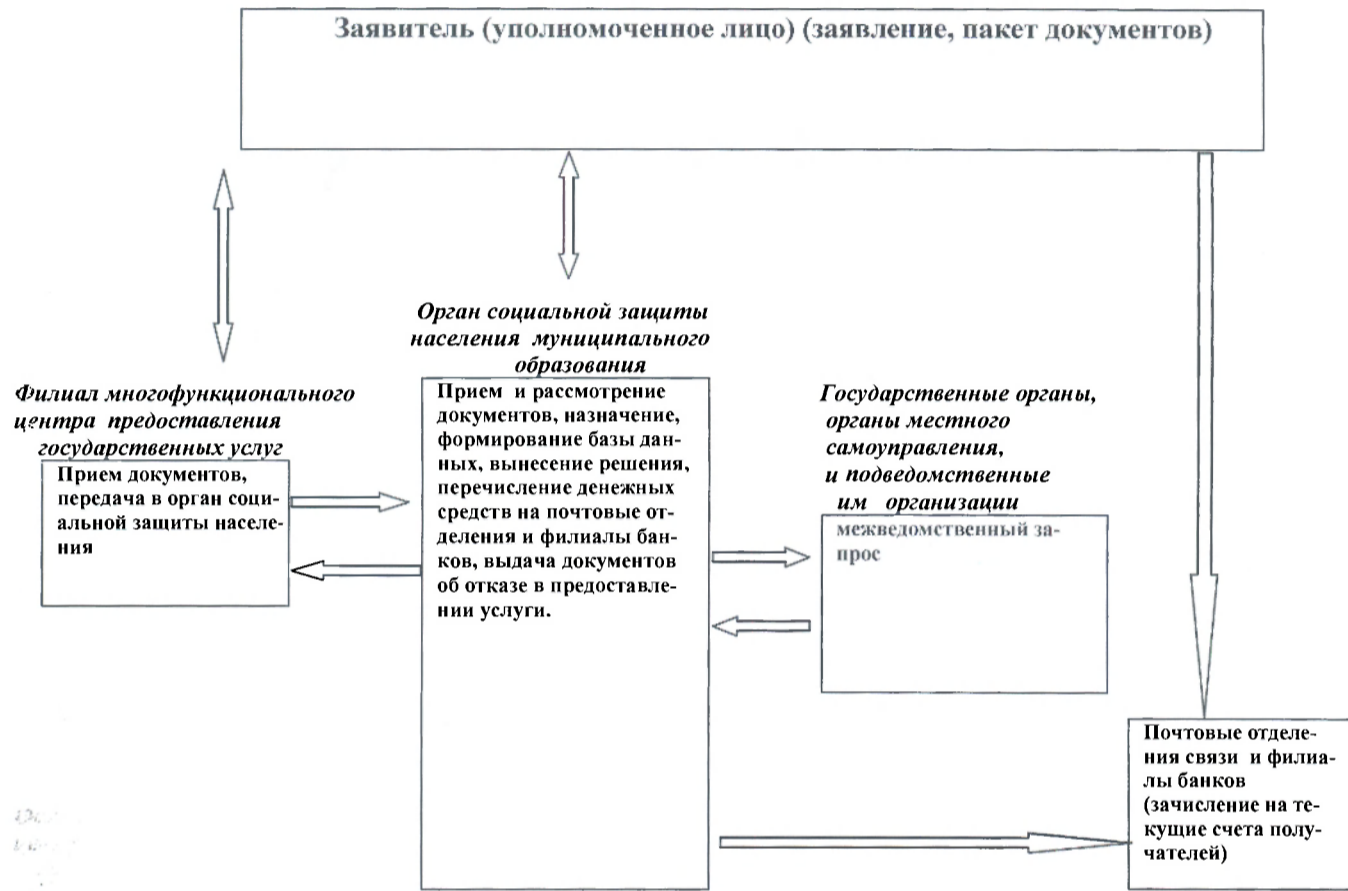 Заявитель (уполномоченное лицо) (заявление, пакет документов)
Орган социальной защиты
населения муниципального
образования
Филиал многофункционального
центра предоставления
государственных услуг
Прием документов,
передача в орган соци-
альной защиты населе-
ния
Прием и рассмотрение
документов, назначение,
формирование базы дан-
ных, вынесение решения,
перечисление денежных
средств на почтовые от-
деления и филиалы бан-
ков, выдача документов
об отказе в предоставле-
нии услуги.
Государственные органы,
органы местного
самоуправления,
и подведомственные
им организации
межведомственный за-
прос
Почтовые отделе-
ния связи и филиа-
лы банков
(зачисление на те-
кущие счета полу-
чателей)